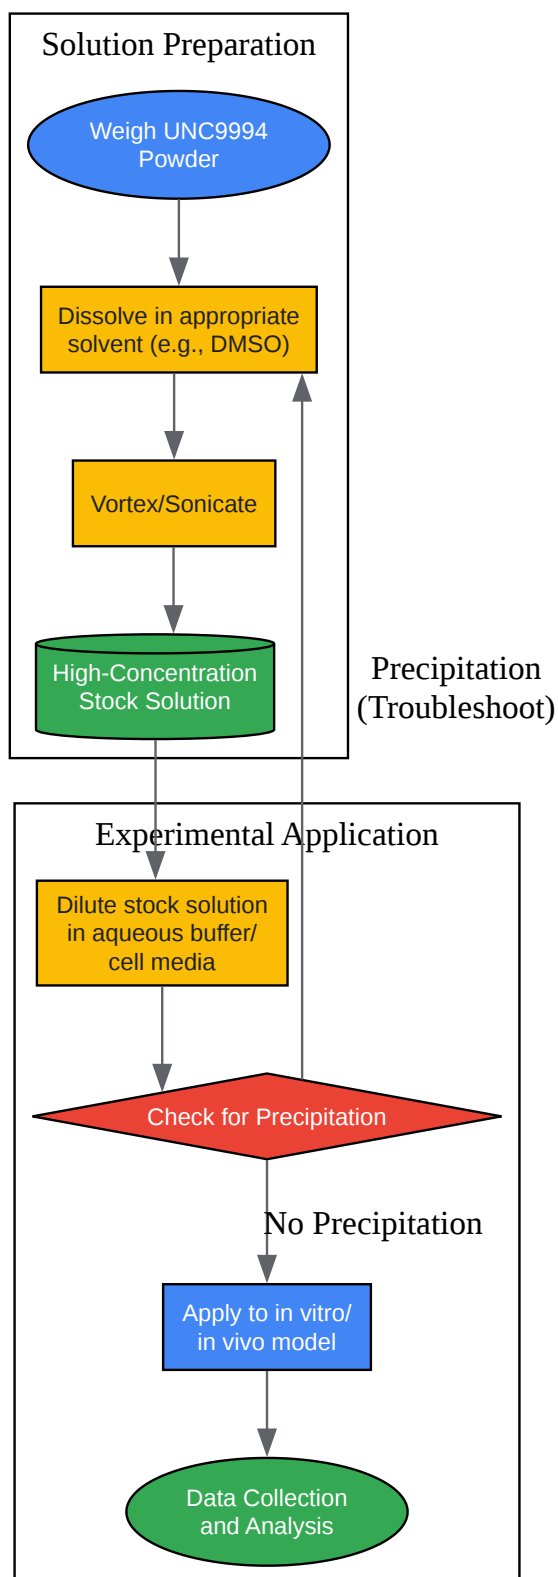 Solution Preparation
Weigh UNC9994
Powder
Dissolve in appropriate
solvent (e.g., DMSO)
Vortex/Sonicate
High-Concentration
Stock Solution
Precipitation
(Troubleshoot)
Experimental Application
Dilute stock solution
in aqueous buffer/
cell media
Check for Precipitation
No Precipitation
Apply to in vitro/
in vivo model
Data Collection
and Analysis